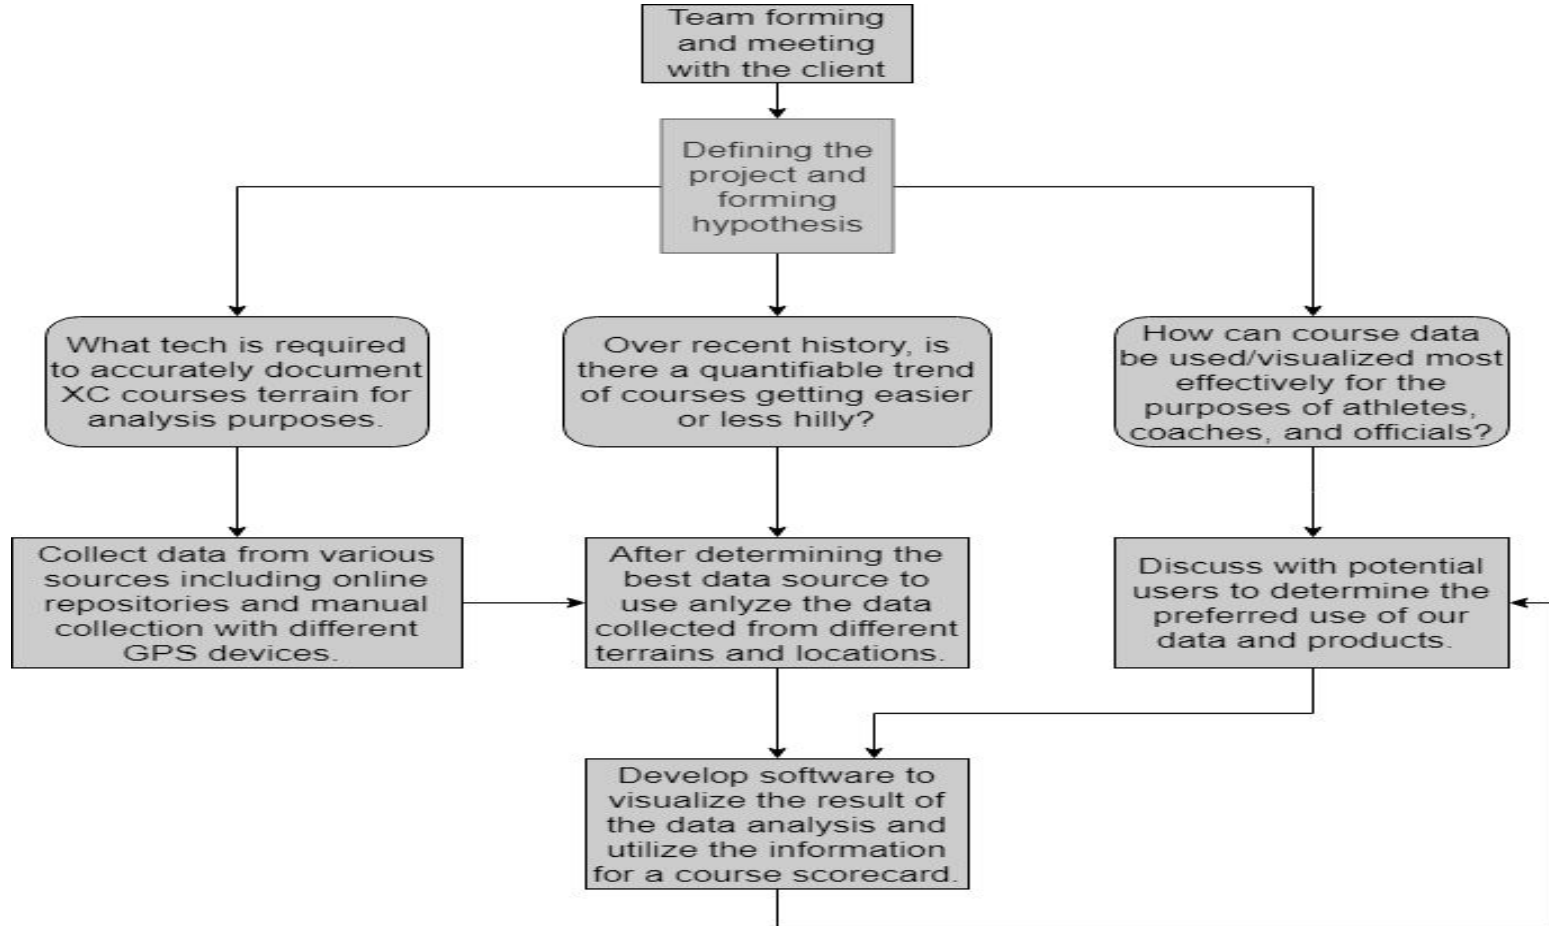 Team forming
and meeting
with the client
Defining the
project and
forming
hypothesis
What tech is required
to accurately document
XC courses terrain for
analysis purposes.
Over recent history, is
there a quantifiable trend
of courses getting easier
or less hilly?
How can course data
be used/visualized most
effectively for the
purposes of athletes,
coaches, and officials?
Collect data from various
sources including online
repositories and manual
collection with different
GPS devices.
After determining the
best data source to
use anlyze the data
collected from different
terrains and locations.
Discuss with potential
users to determine the
preferred use of our
data and products.
Develop software to
visualize the result of
the data analysis and
utilize the information
for a course scorecard.